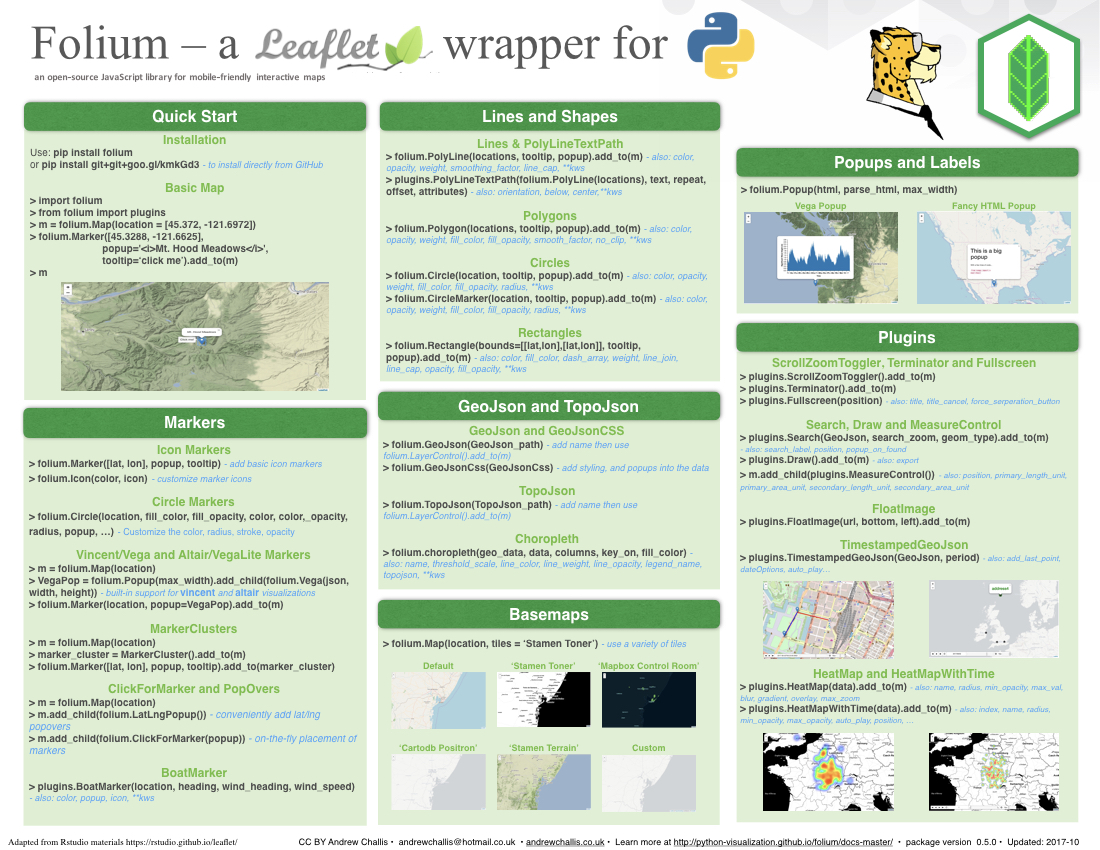 Folium – a Leaflet wrapper for
an open-source JavaScript library for mobile-friendly interactive maps
Quick Start
Installation
Use: pip install folium
or pip install git+git+goo.gl/kmkGd3 - to install directly from GitHub
Basic Map
> import folium
> from folium import plugins
> m = folium.Map(location = [45.372, -121.6972])
> folium.Marker([45.3288, -121.6625],
popup='<i>Mt. Hood Meadows</i>',
tooltip='click me').add_to(m)
> m
Markers
Icon Markers
> folium.Marker([lat, lon], popup, tooltip) - add basic icon markers
> folium.Icon(color, icon) - customize marker icons
Circle Markers
> folium.Circle(location, fill_color, fill_opacity, color, color,_opacity,
radius, popup, …) - Customize the color, radius, stroke, opacity
Vincent/Vega and Altair/VegaLite Markers
> m = folium.Map(location)
> VegaPop = folium.Popup(max_width).add_child(folium.Vega(json,
width, height)) - built-in support for vincent and altair visualizations
> folium.Marker(location, popup=VegaPop).add_to(m)
MarkerClusters
> m = folium.Map(location)
> marker_cluster = MarkerCluster().add_to(m)
> folium.Marker([lat, lon], popup, tooltip).add_to(marker_cluster)
ClickForMarker and PopOvers
> m = folium.Map(location)
> m.add_child(folium.LatLngPopup()) - conveniently add lat/lng
popovers
> m.add_child(folium.ClickForMarker(popup)) - on-the-fly placement of
markers
BoatMarker
> plugins.BoatMarker(location, heading, wind_heading, wind_speed)
- also: color, popup, icon, **kws
Lines and Shapes
Lines & PolyLineTextPath
> folium.PolyLine(locations, tooltip, popup).add_to(m) - also: color,
opacity, weight, smoothing_factor, line_cap, **kws
> plugins.PolyLineTextPath(folium.PolyLine(locations), text, repeat,
offset, attributes) - also: orientation, below, center,**kws
Polygons
> folium.Polygon(locations, tooltip, popup).add_to(m) - also: color,
opacity, weight, fill_color, fill_opacity, smooth_factor, no_clip, **kws
Circles
> folium.Circle(location, tooltip, popup).add_to(m) - also: color, opacity,
weight, fill_color, fill_opacity, radius, **kws
> folium.CircleMarker(location, tooltip, popup).add_to(m) - also: color,
opacity, weight, fill_color, fill_opacity, radius, **kws
Rectangles
> folium.Rectangle(bounds=[[lat,lon],[lat,lon]], tooltip,
popup).add_to(m) - also: color, fill_color, dash_array, weight, line_join,
line_cap, opacity, fill_opacity, **kws
GeoJson and TopoJson
GeoJson and GeoJsonCSS
> folium.GeoJson(GeoJson_path) - add name then use
folium.LayerControl().add_to(m)
> folium.GeoJsonCss(GeoJsonCss) - add styling, and popups into the data
TopoJson
> folium.TopoJson(TopoJson_path) - add name then use
folium.LayerControl().add_to(m)
Choropleth
> folium.choropleth(geo_data, data, columns, key_on, fill_color) -
also: name, threshold_scale, line_color, line_weight, line_opacity, legend_name,
topojson, **kws
Basemaps
> folium.Map(location, tiles = 'Stamen Toner') - use a variety of tiles
Default 'Stamen Toner' 'Mapbox Control Room'
'Cartodb Positron' 'Stamen Terrain' Custom
Popups and Labels
> folium.Popup(html, parse_html, max_width)
Vega Popup Fancy HTML Popup
This is a big
popup
Plugins
ScrollZoomToggler, Terminator and Fullscreen
> plugins.ScrollZoomToggler().add_to(m)
> plugins.Terminator().add_to(m)
> plugins.Fullscreen(position) - also: title, title_cancel, force_serperation_button
Search, Draw and MeasureControl
> plugins.Search(GeoJson, search_zoom, geom_type).add_to(m)
- also: search_label, position, popup_on_found
> plugins.Draw().add_to(m) - also: export
> m.add_child(plugins.MeasureControl()) - also: position, primary_length_unit,
primary_area_unit, secondary_length_unit, secondary_area_unit
FloatImage
> plugins.FloatImage(url, bottom, left).add_to(m)
TimestampedGeoJson
> plugins.TimestampedGeoJson(GeoJson, period) - also: add_last_point,
dateOptions, auto_play…
HeatMap and HeatMapWithTime
> plugins.HeatMap(data).add_to(m) - also: name, radius, min_opacity, max_val,
blur, gradient, overlay, max_zoom
> plugins.HeatMapWithTime(data).add_to(m) - also: index, name, radius,
min_opacity, max_opacity, auto_play, position, …
Adapted from Rstudio materials https://rstudio.github.io/leaflet/
CC BY Andrew Challis • andrewchallis@hotmail.co.uk • andrewchallis.co.uk • Learn more at http://python-visualization.github.io/folium/docs-master/ • package version 0.5.0 • Updated: 2017-10